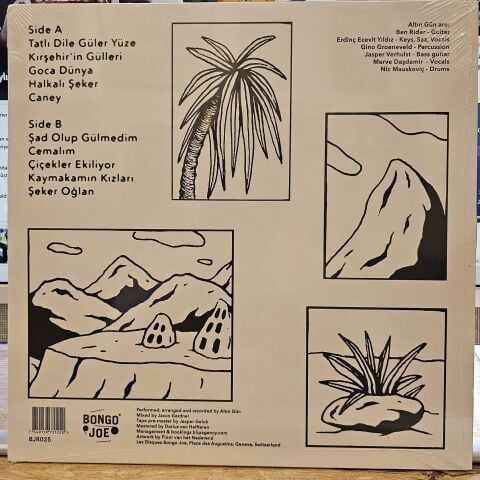 Side A
Tatlı Dile Güler Yüze
Kırşehir'in Gülleri
Goca Dünya
Halkalı Şeker
Caney
Side B
Şad Olup Gülmedim
Cemalım
Çiçekler Ekiliyor
Kaymakamın Kızları
Şeker Oğlan
Altın Gün are:
Ben Rider - Guitar
Erdinç Ecevit Yıldız - Keys, Saz, Vocals
Gino Groeneveld - Percussion
Jasper Verhulst - Bass guitar
Merve Daşdemir - Vocals
Nic Mauskoviç - Drums
BJR025
BONGO
JOE
Performed, arranged and recorded by Altın Gün
Mixed by Jason Gardner
Tape pre-master by Jasper Geluk
Mastered by Darius van Helfteren
Management & bookings blipagency.com
Artwork by Floor van het Nederend
Les Disques Bongo Joe, Place des Augustins, Geneve, Switzerland